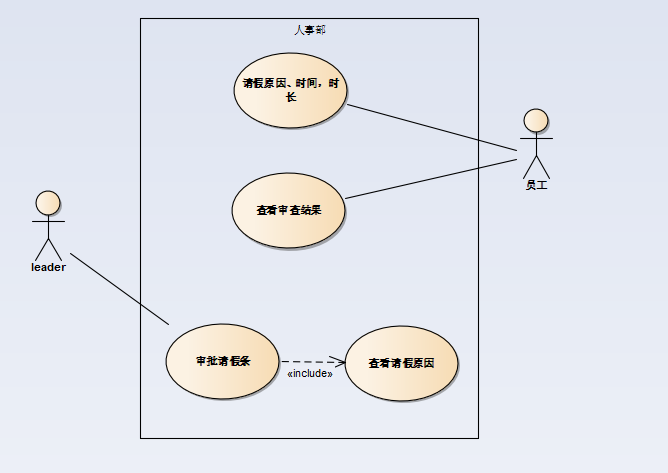 人事部
请假原因、时间，时
长
员工
查看审查结果
leader
审批请假条
«include»
查看请假原因